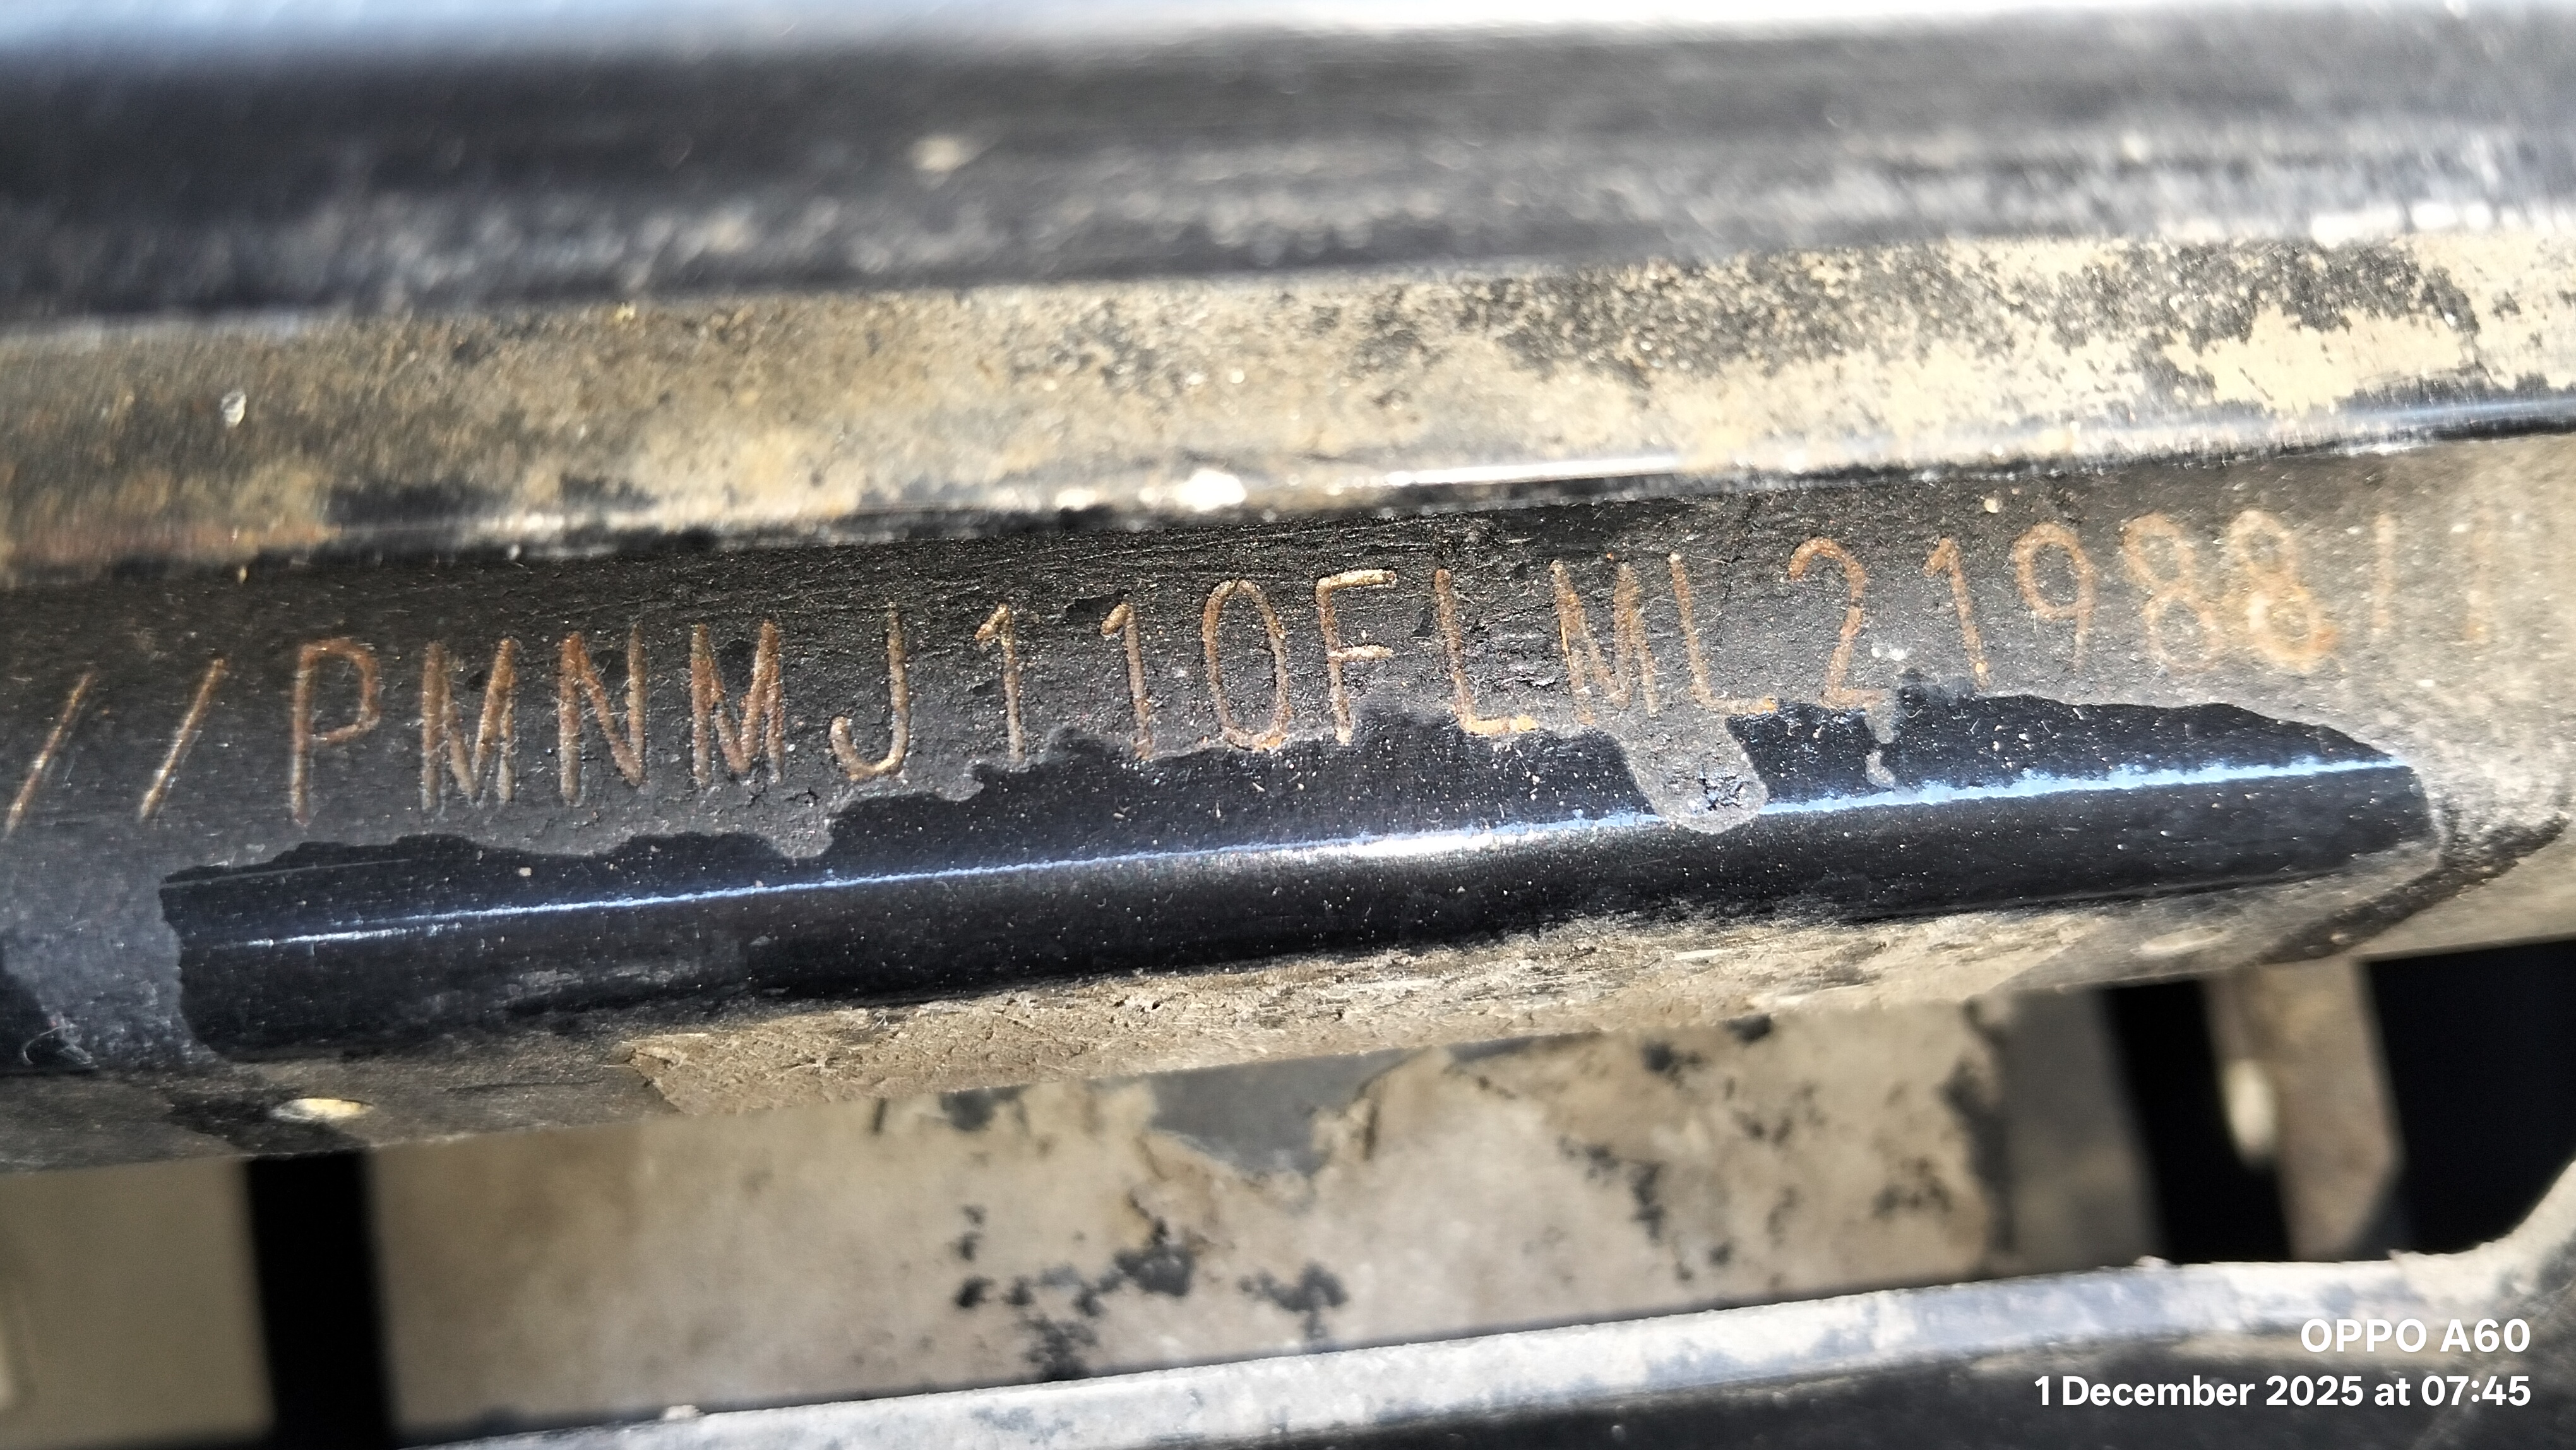 //PMNMJ110FLML21988//
OPPO A60
1 December 2025 at 07:45